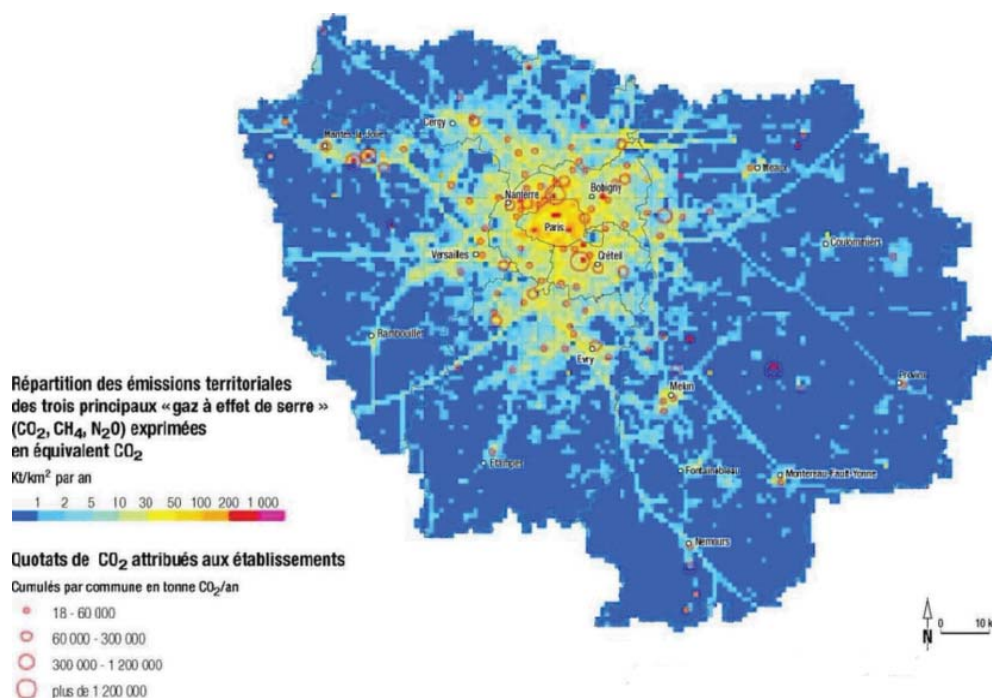 Cergy
Mantes-la-Jolie
Nanterre
Bobigny
Meaux
Paris
Coulommiers
Versailles
Créteil
Rambouillet
Evry
Provins
Melun
Etampes
Fontainebleau
Montereau-Fault-Yonne
Nemours
Répartition des émissions territoriales
des trois principaux «gaz à effet de serre »
(CO₂, CH₄, N₂O) exprimées
en équivalent CO₂
Kt/km² par an
1 2 5 10 30 50 100 200 1 000
Quotats de CO₂ attribués aux établissements
Cumulés par commune en tonne CO₂/an
18 - 60 000
60 000 - 300 000
300 000 - 1 200 000
plus de 1 200 000
N
0 10 k